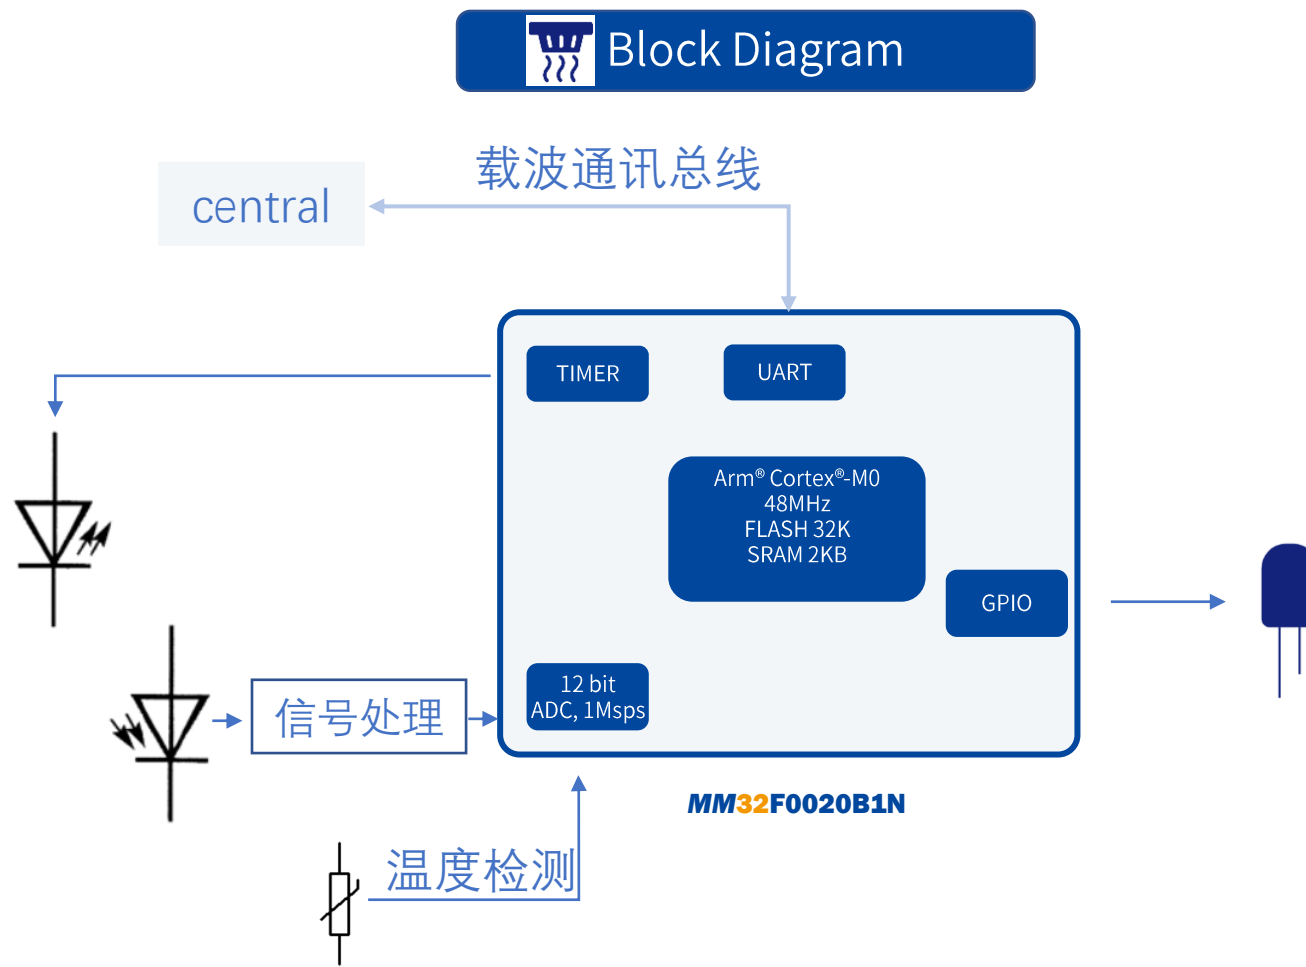 Block Diagram
载波通讯总线
central
TIMER
UART
Arm® Cortex®-M0
48MHz
FLASH 32K
SRAM 2KB
GPIO
12 bit
ADC, 1Msps
信号处理
MM32F0020B1N
温度检测